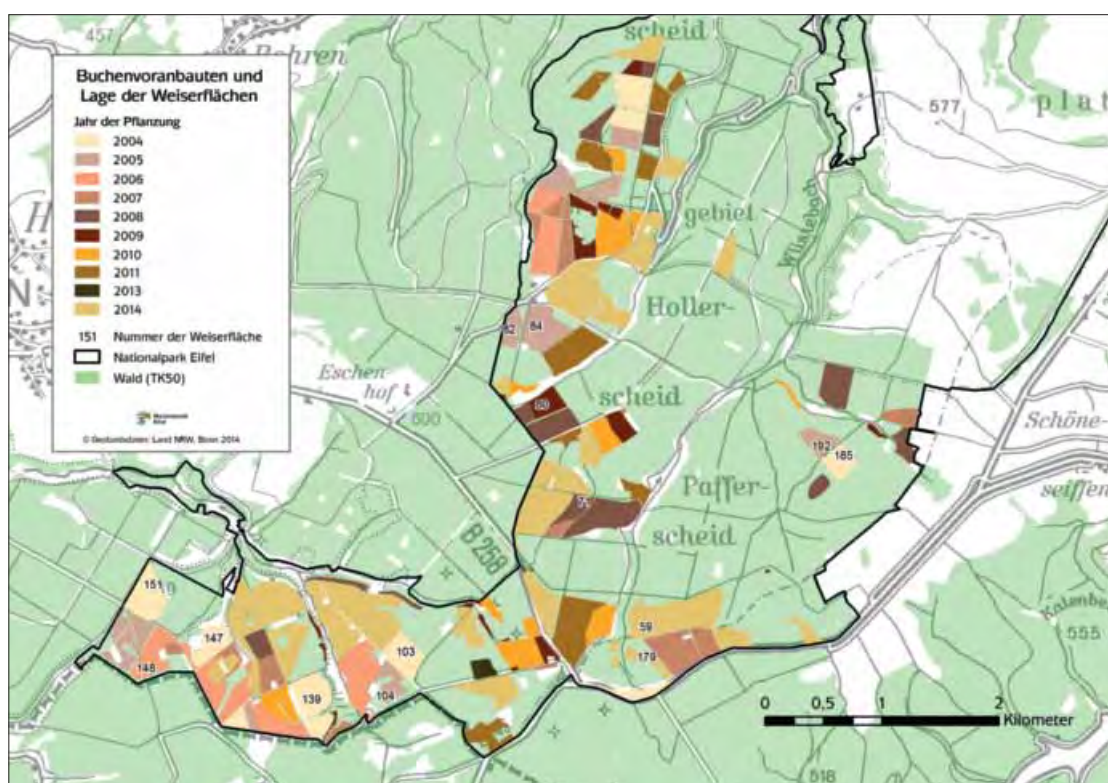 Buchenvoranbauten und
Lage der Weiserflächen
Jahr der Pflanzung
2004
2005
2006
2007
2008
2009
2010
2011
2013
2014
151 Nummer der Weiserfläche
Nationalpark Eifel
Wald (TK50)
© Geobasisdaten: Land NRW, Bonn 2014
457
scheid
577
plat
gebiet
Wüstebach
Holler-
82
84
Eschen
hof
600
60
scheid
Schöne-
192
185
seiffen
Paffer-
scheid
B 258
151
147
148
103
139
104
59
179
555
0 0,5 1 2
Kilometer
518